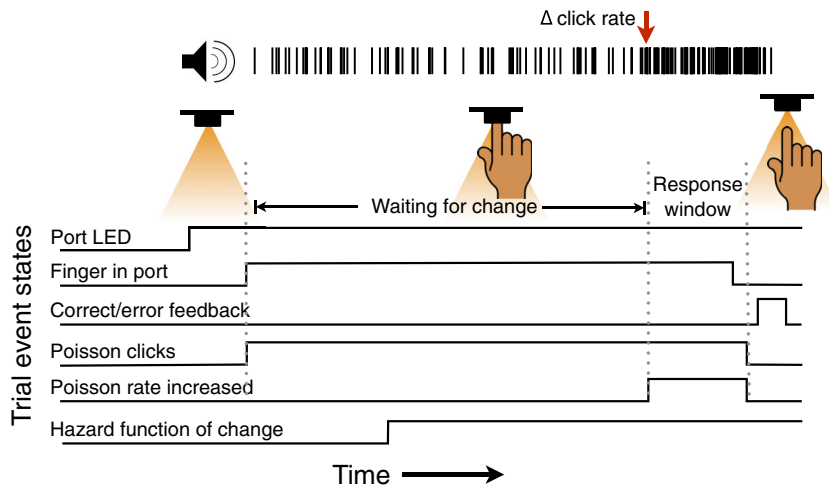 Δ click rate
Waiting for change
Response
window
Trial event states
Port LED
Finger in port
Correct/error feedback
Poisson clicks
Poisson rate increased
Hazard function of change
Time